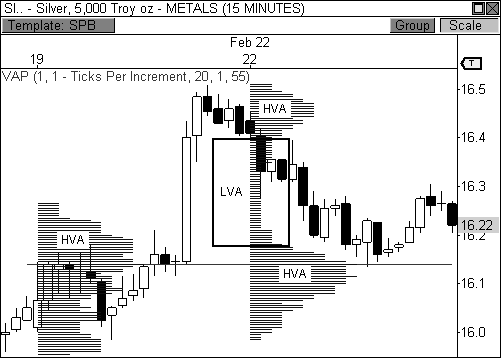 SI.. - Silver, 5,000 Troy oz - METALS (15 MINUTES)
Template: SPB Group Scale
Feb 22
19 22
T
VAP (1, 1 - Ticks Per Increment, 20, 1, 55)
16.5
HVA
16.4
LVA
16.3
16.22
HVA
16.2
HVA
16.1
16.0